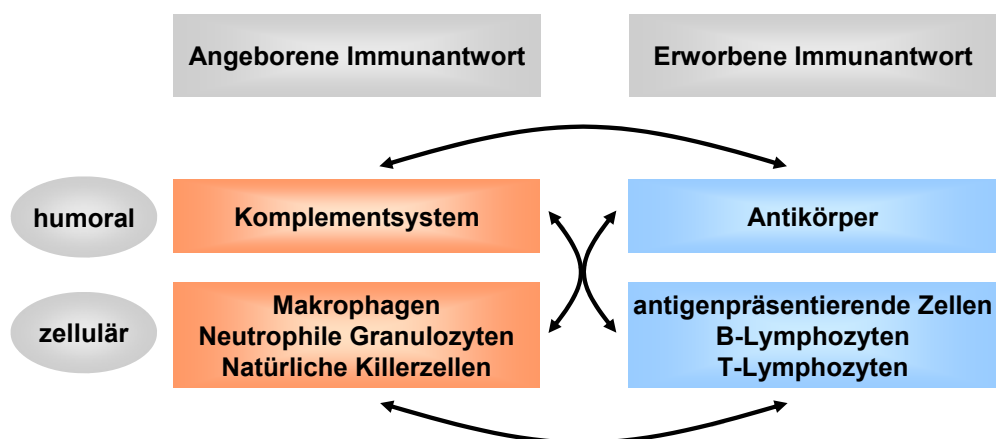 Angeborene Immunantwort
Erworbene Immunantwort
humoral
Komplementsystem
Antikörper
zellulär
Makrophagen
Neutrophile Granulozyten
Natürliche Killerzellen
antigenpräsentierende Zellen
B-Lymphozyten
T-Lymphozyten